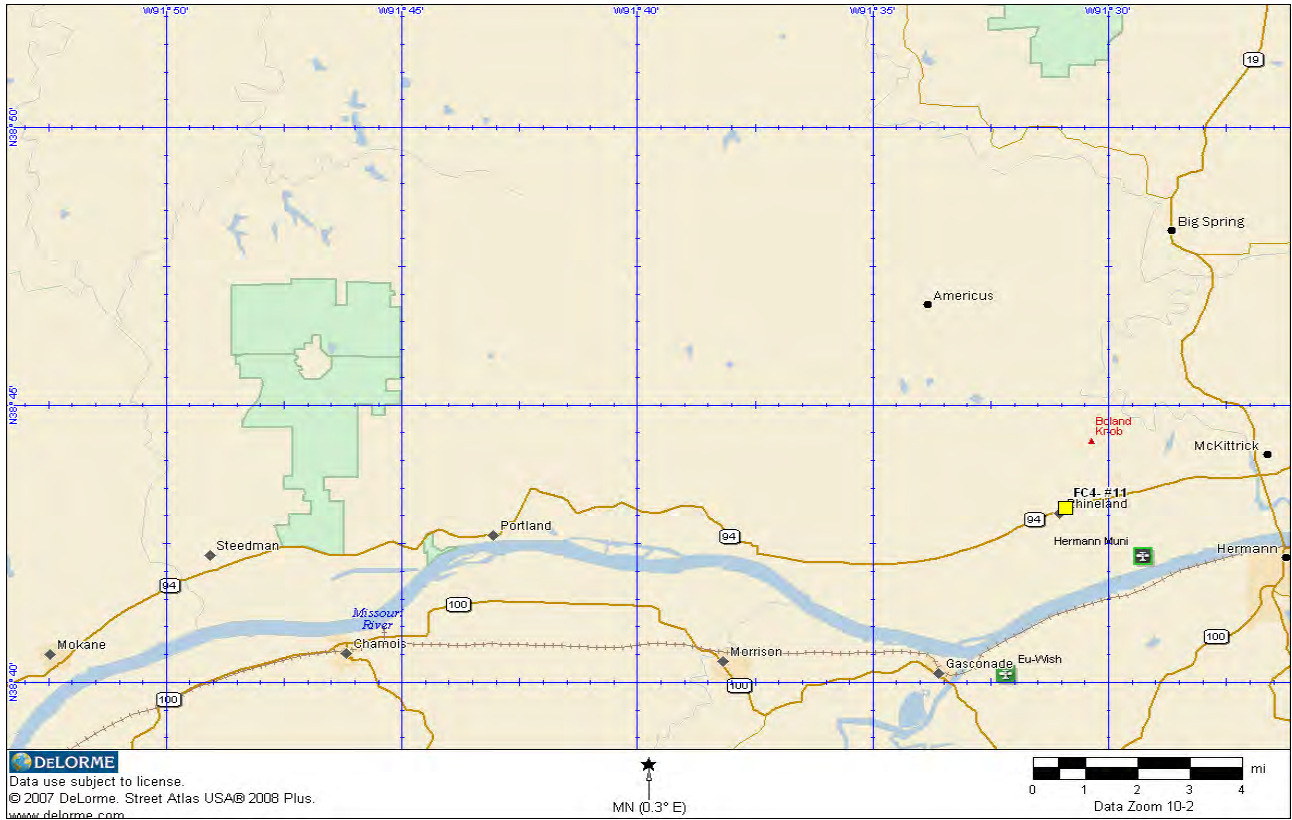 W91° 50'
W91° 45'
W91° 40'
W91° 35'
W91° 30'
19
N38° 50'
Big Spring
Americus
N38° 45'
Boland
Knob
McKittrick
FC4- #11
Rhineland
94
Portland
94
Steedman
Hermann Muni
Hermann
94
100
Missouri
River
100
Mokane
Chamois
Morrison
Gasconade
Eu-Wish
N38° 40'
100
100
DELORME
Data use subject to license.
© 2007 DeLorme. Street Atlas USA® 2008 Plus.
www.delorme.com
MN (0.3° E)
mi
0 1 2 3 4
Data Zoom 10-2